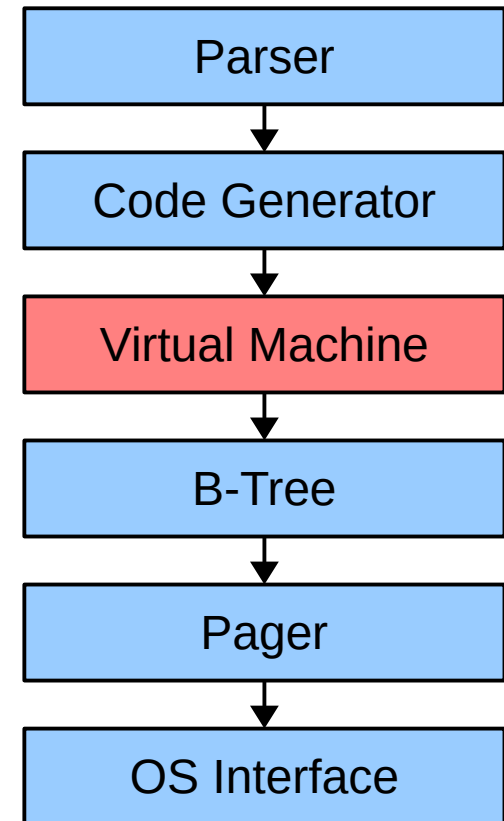 Parser
Code Generator
Virtual Machine
B-Tree
Pager
OS Interface